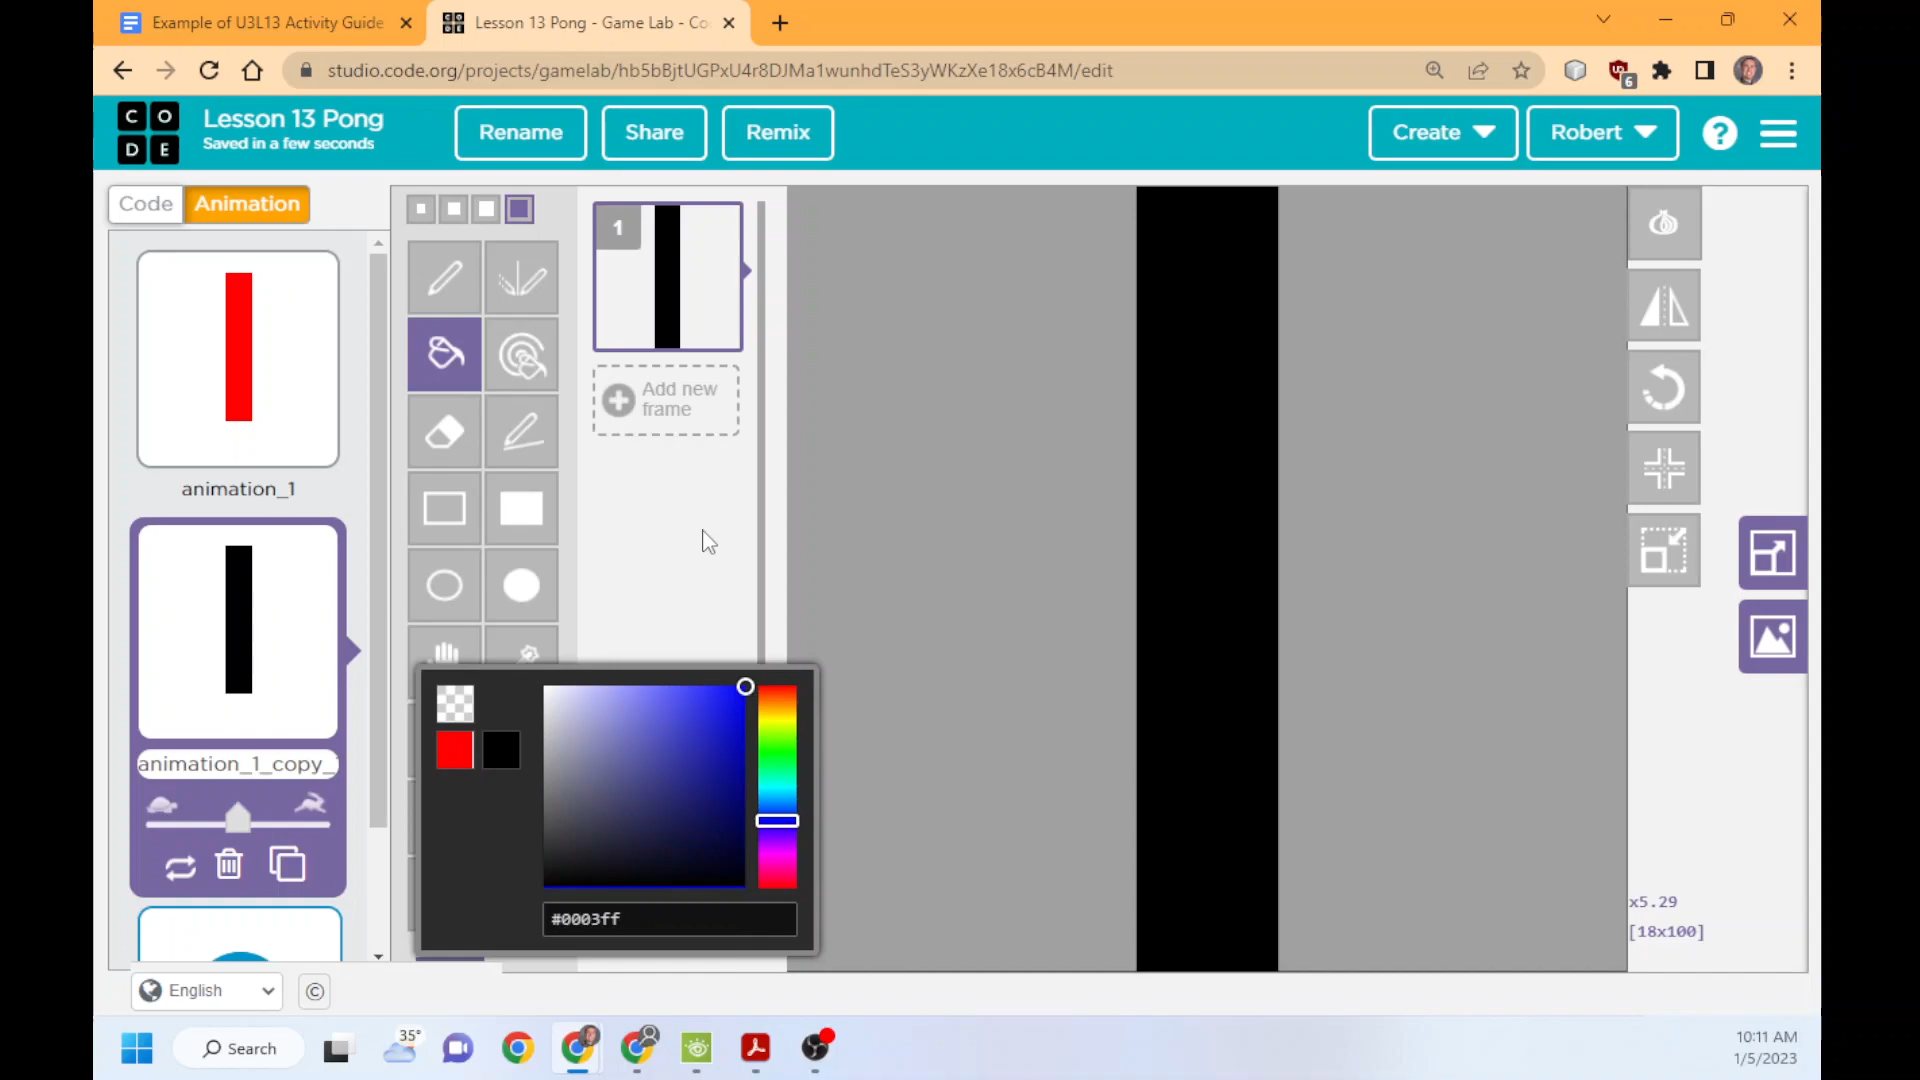 Example of U3L13 Activity Guide
Lesson 13 Pong - Game Lab - Co
studio.code.org/projects/gamelab/hb5bBjtUGPxU4r8DJMa1wunhdTeS3yWKzXe18x6cB4M/edit
6
C O
D E
Lesson 13 Pong
Saved in a few seconds
Rename
Share
Remix
Create
Robert
?
Code
Animation
1
Add new
frame
animation_1
animation_1_copy_
#0003ff
x5.29
[18x100]
English
©
Search
35°
10:11 AM
1/5/2023